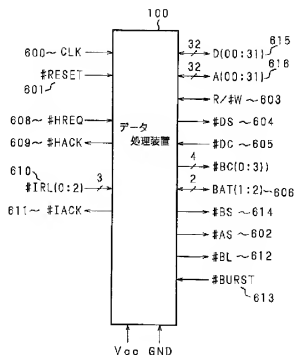 100
600~ CLK
#RESET
601
608~ #HREQ
609~ #HACK
610
#IRL(0:2)
3
611~ #IACK
データ
処理装置
32
D(00:31)
615
32
A(00:31)
616
R/#W ~603
#DS ~604
#DC ~605
4
#BC(0:3))
2
BAT(1:2)~606
#BS ~614
#AS ~602
#BL ~612
#BURST
613
GND